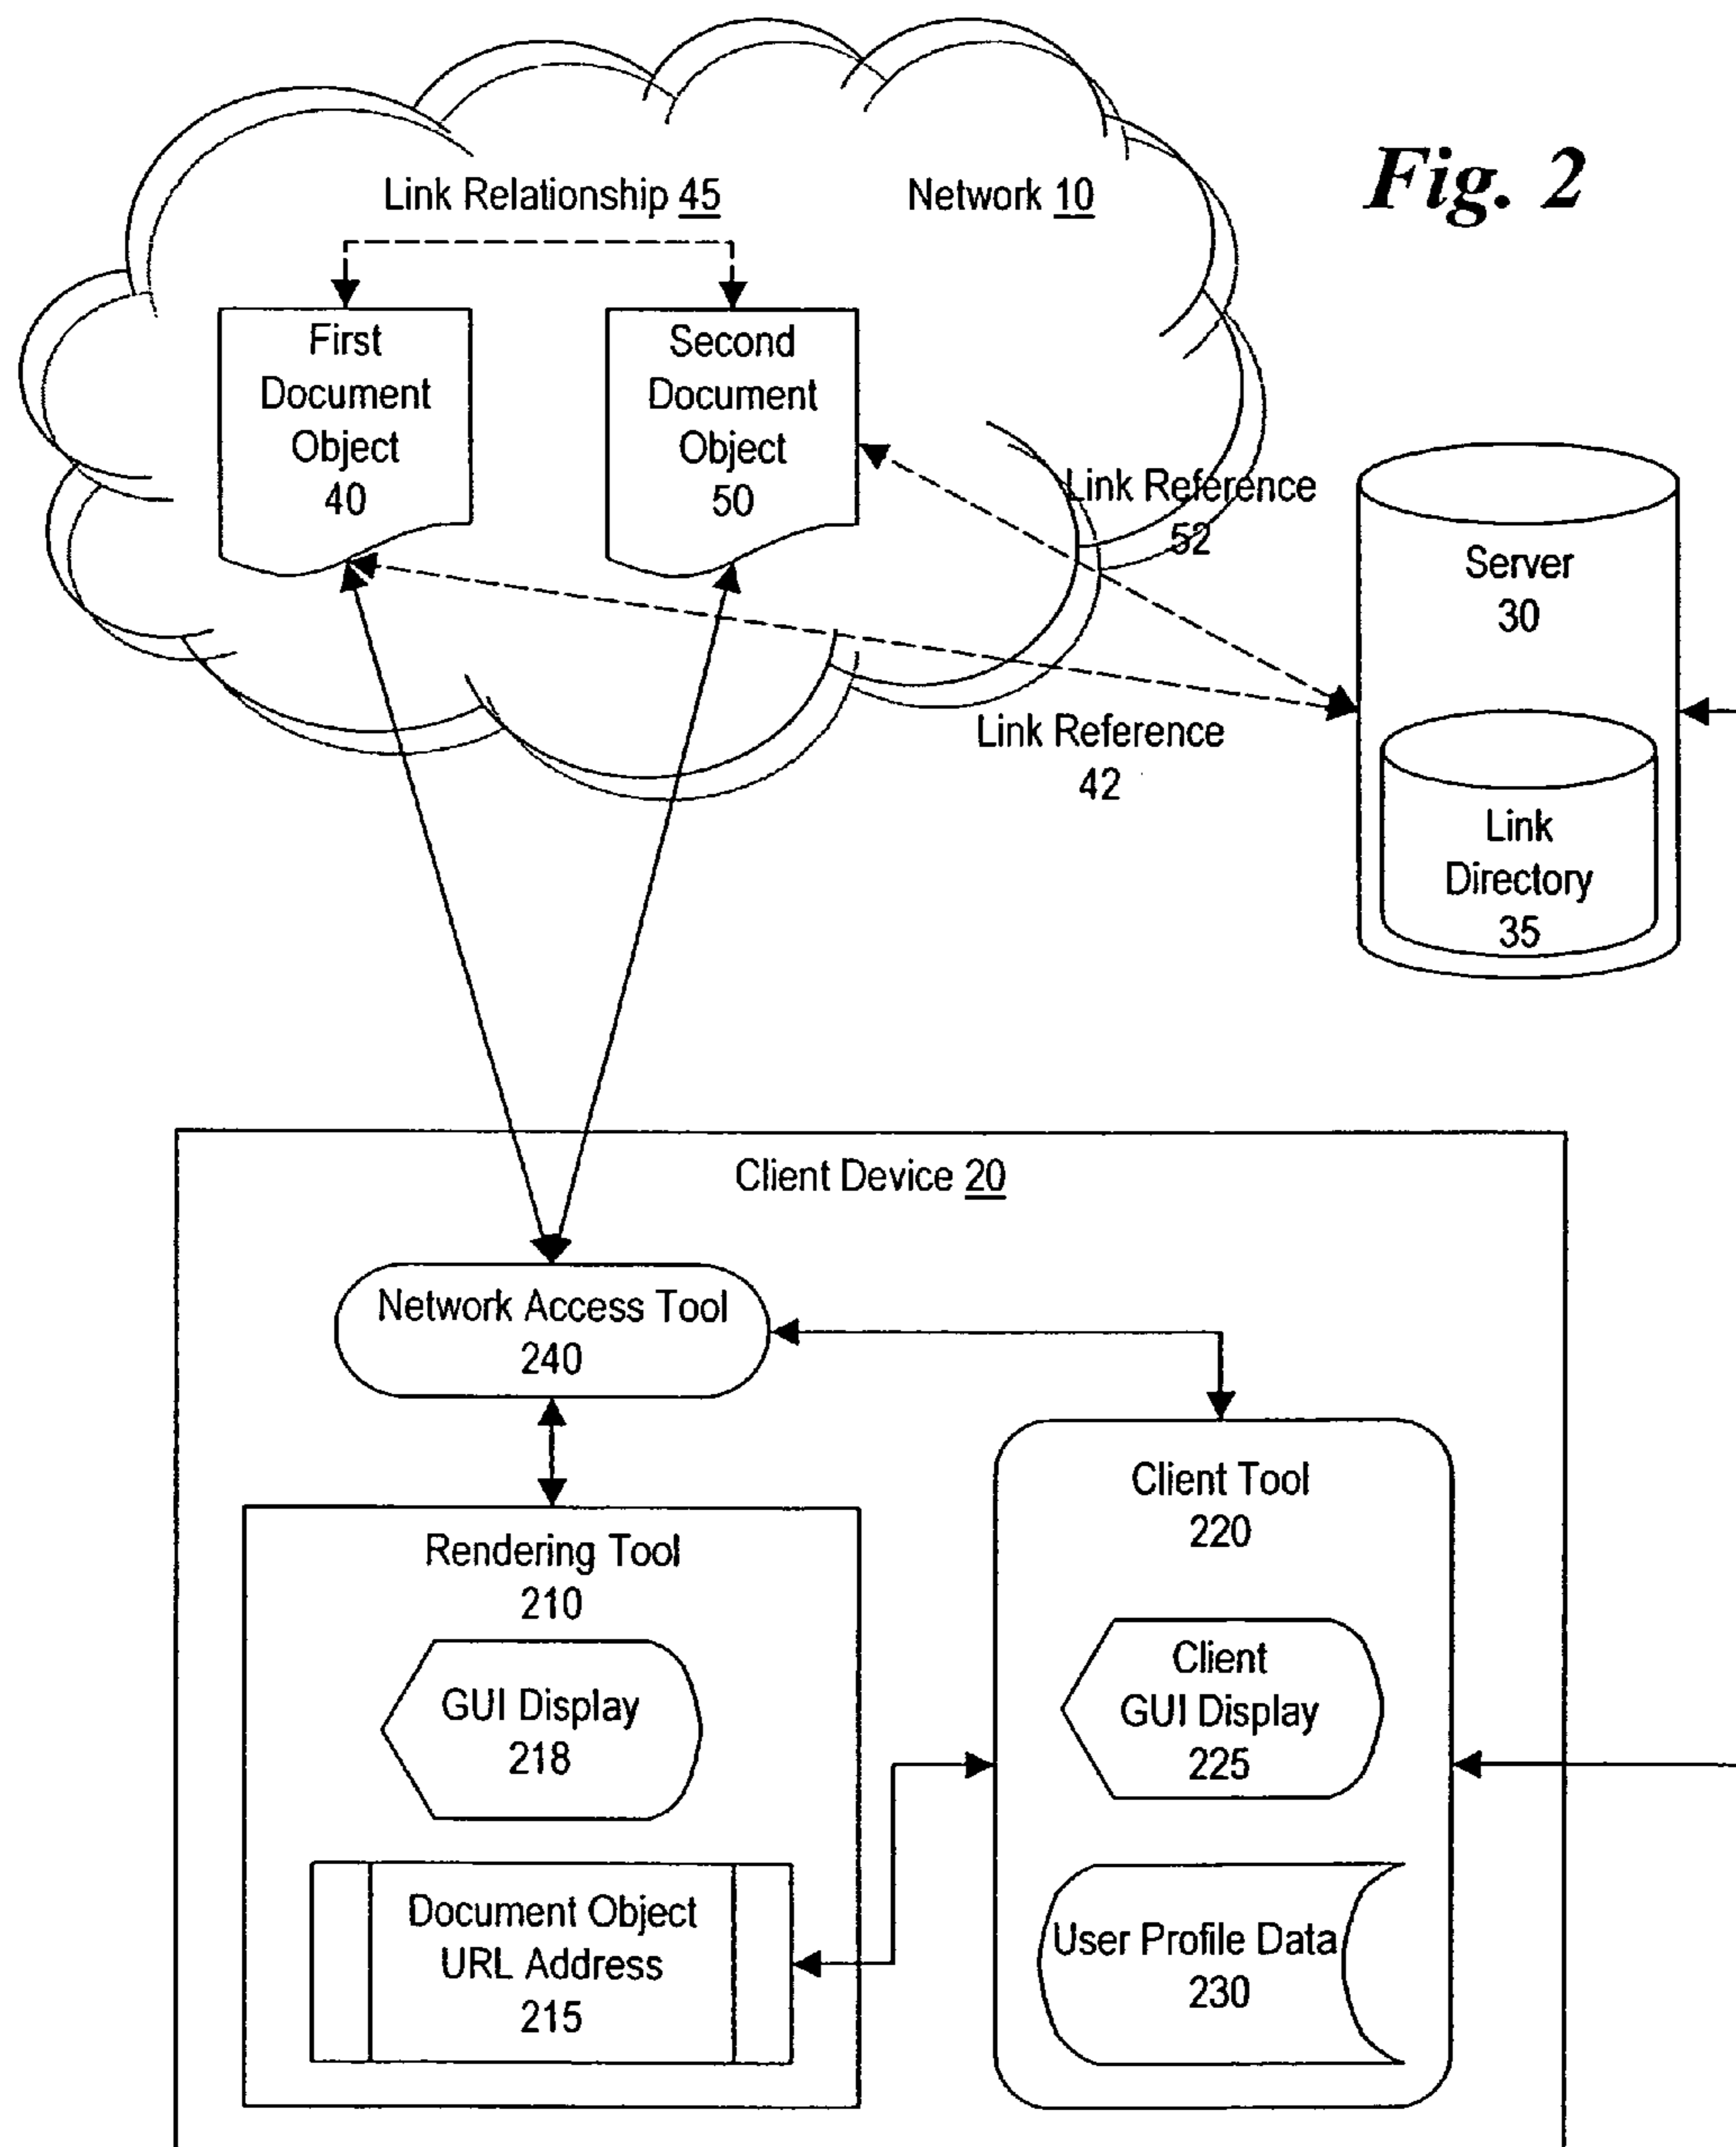 Fig. 2
Link Relationship 45
Network 10
First
Document
Object
40
Second
Document
Object
50
Link Reference
52
Server
30
Link Reference
42
Link
Directory
35
Client Device 20
Network Access Tool
240
Client Tool
220
Rendering Tool
210
GUI Display
218
Client
GUI Display
225
Document Object
URL Address
215
User Profile Data
230